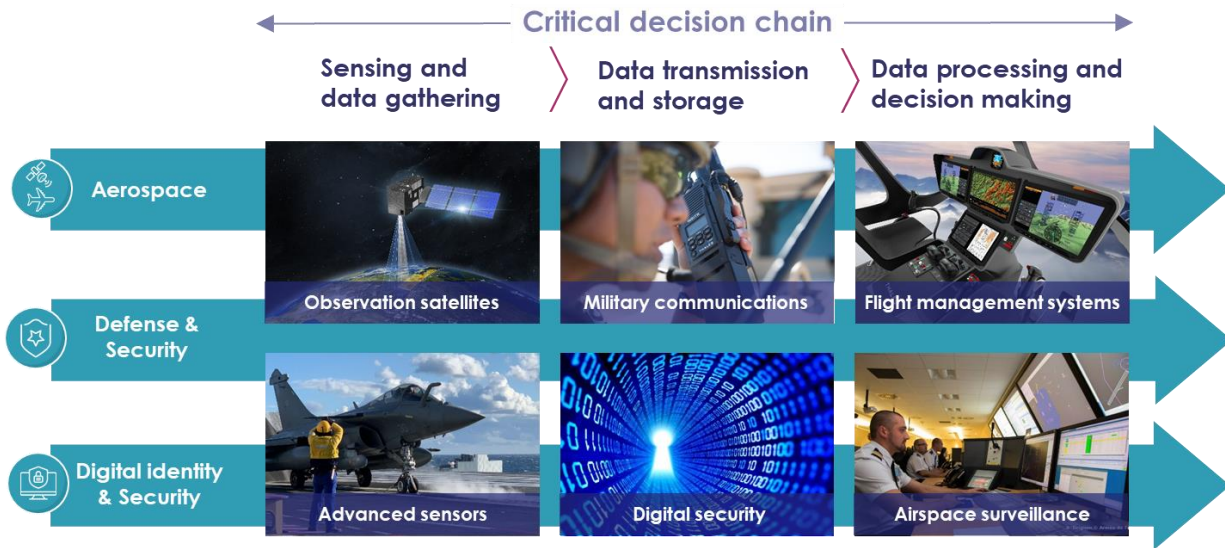 Critical decision chain
Sensing and
data gathering
Data transmission
and storage
Data processing and
decision making
Aerospace
Observation satellites
Military communications
Flight management systems
Defense &
Security
Digital identity
& Security
Advanced sensors
Digital security
Airspace surveillance